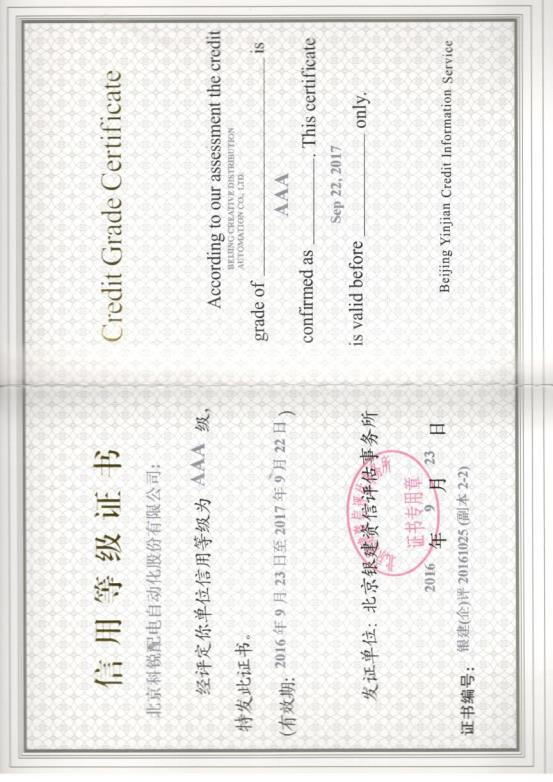 信用等级证书
北京科锐配电自动化股份有限公司:
经评定你单位信用等级为 AAA 级,
特发此证书。
(有效期: 2016 年 9 月 23 日至 2017 年 9 月 22 日)
发证单位: 北京银建资信评估事务所
证书专用章
2016 年 9 月 23 日
证书编号: 银建(企)评 20161025 (副本 2-2)
Credit Grade Certificate
According to our assessment the credit
BEIJING CREATIVE DISTRIBUTION
AUTOMATION CO., LTD.
grade of is
AAA
confirmed as . This certificate
Sep 22, 2017
is valid before only.
Beijing Yinjian Credit Information Service